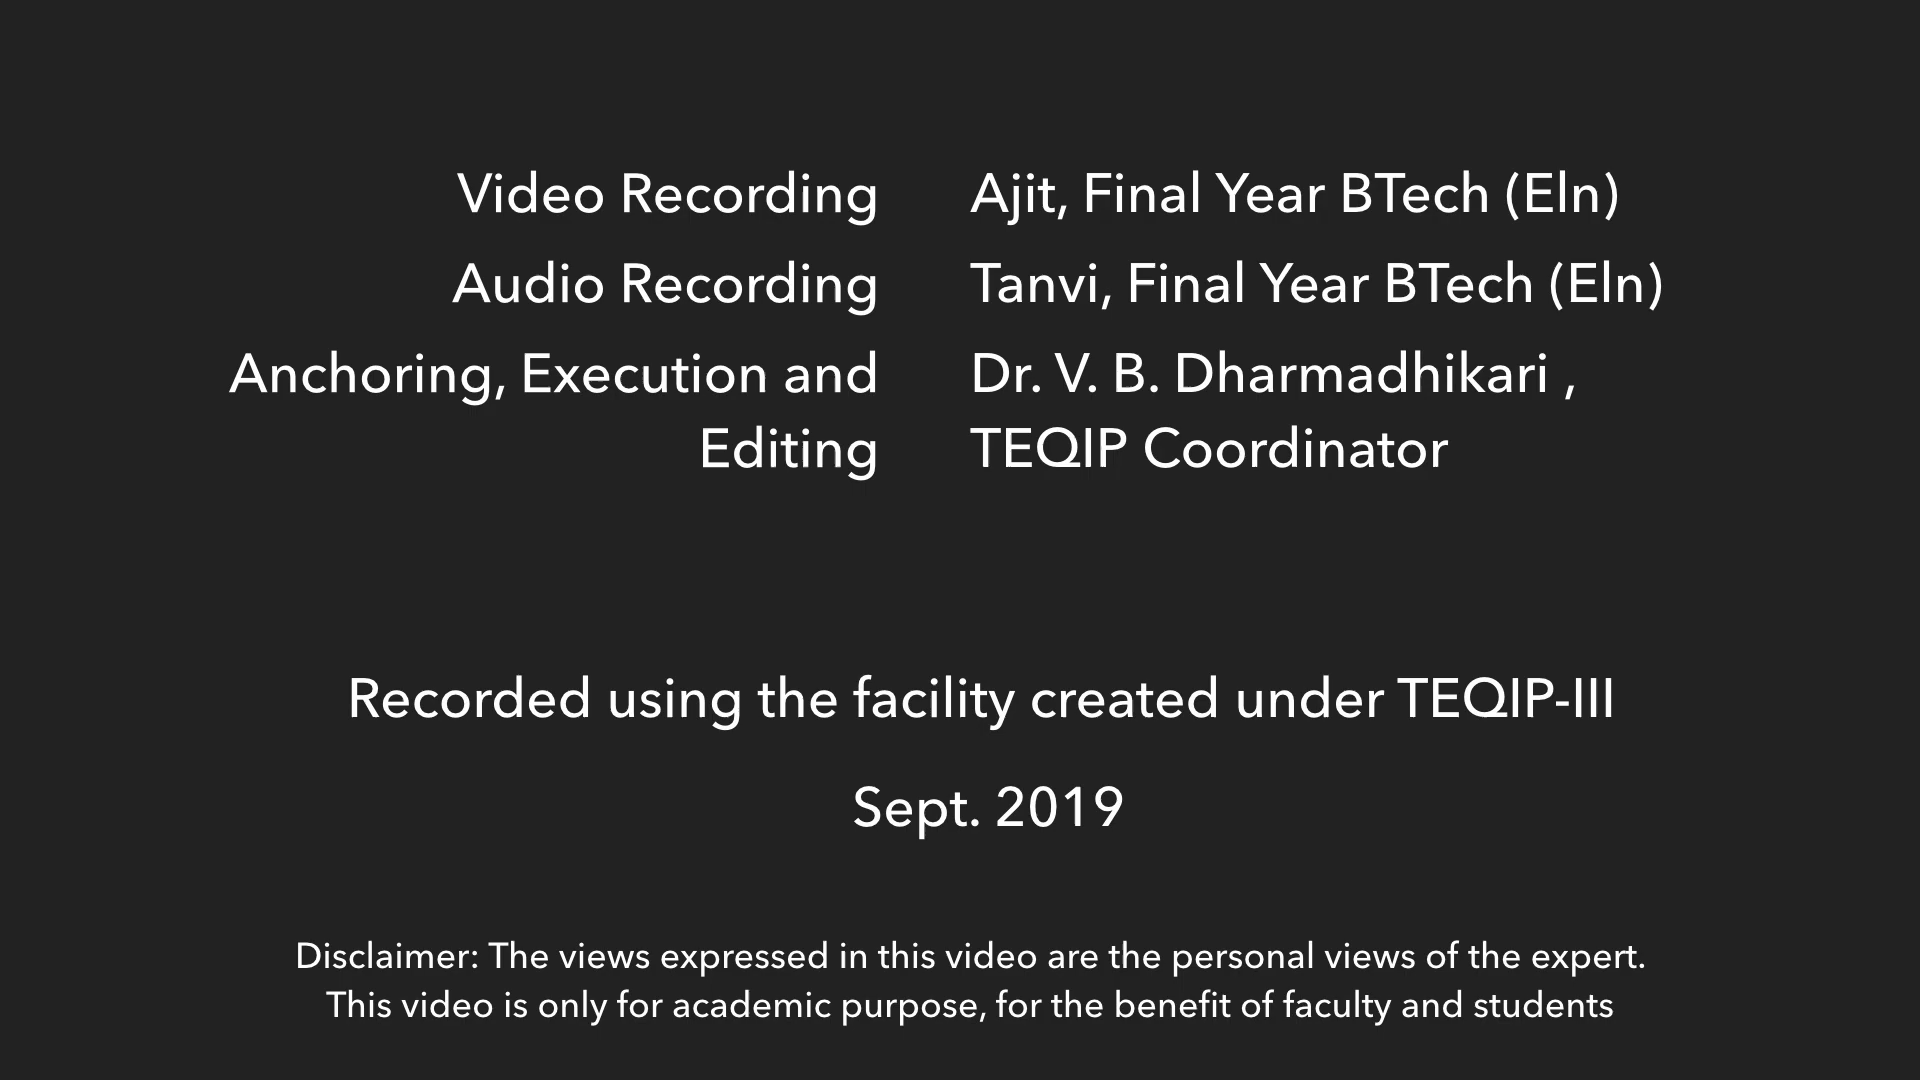 Video Recording Ajit, Final Year BTech (Eln)
Audio Recording Tanvi, Final Year BTech (Eln)
Anchoring, Execution and Dr. V. B. Dharmadhikari ,
Editing TEQIP Coordinator
Recorded using the facility created under TEQIP-III
Sept. 2019
Disclaimer: The views expressed in this video are the personal views of the expert.
This video is only for academic purpose, for the benefit of faculty and students